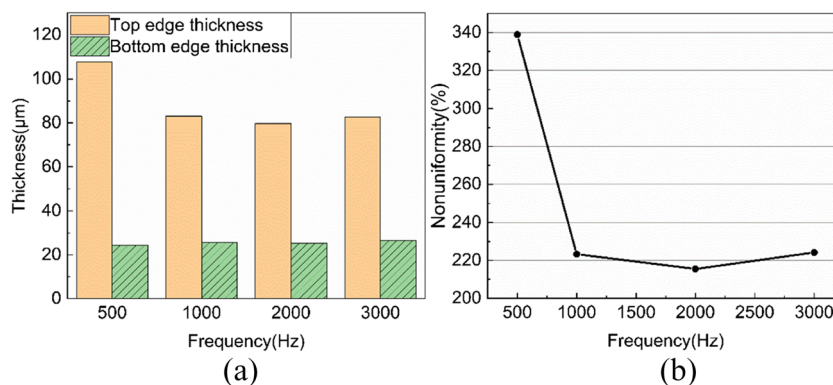 Top edge thickness
Bottom edge thickness
120
100
80
60
40
20
0
Thickness(μm)
500 1000 2000 3000
Frequency(Hz)
(a)
340
320
300
280
260
240
220
200
Nonuniformity(%)
500 1000 1500 2000 2500 3000
Frequency(Hz)
(b)